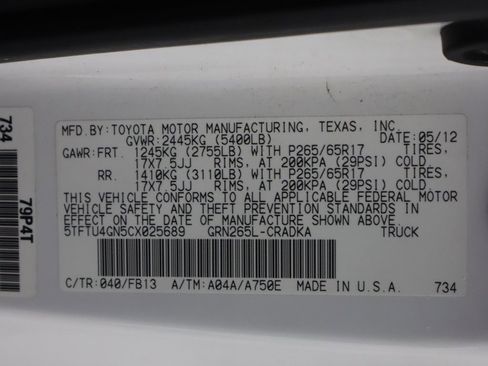 MFD.BY:TOYOTA MOTOR MANUFACTURING, TEXAS, INC.
GVWR:2445KG (5400LB) DATE:05/12
GAWR:FRT. 1245KG (2755LB) WITH P265/65R17 TIRES,
17X7.5JJ RIMS, AT 200KPA (29PSI) COLD.
RR. 1410KG (3110LB) WITH P265/65R17 TIRES,
17X7.5JJ RIMS, AT 200KPA (29PSI) COLD.
THIS VEHICLE CONFORMS TO ALL APPLICABLE FEDERAL MOTOR
VEHICLE SAFETY AND THEFT PREVENTION STANDARDS IN
EFFECT ON THE DATE OF MANUFACTURE SHOWN ABOVE.
5TFTU4GN5CX025689 GRN265L-CRADKA TRUCK
C/TR:040/FB13 A/TM:A04A/A750E MADE IN U.S.A. 734
734 79P4T